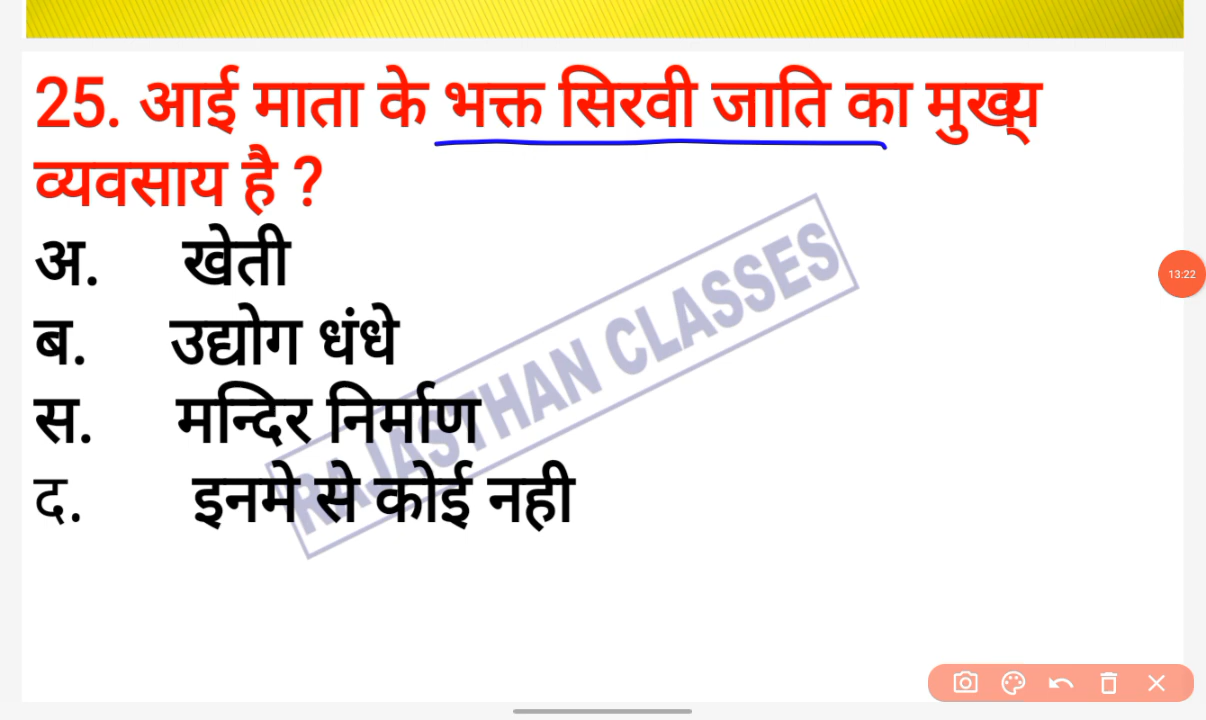 25. आई माता के भक्त सिरवी जाति का मुख्य
व्यवसाय है ?
अ. खेती
ब. उद्योग धंधे
स. मन्दिर निर्माण
द. इनमे से कोई नही
RAJASTHAN CLASSES
13:22